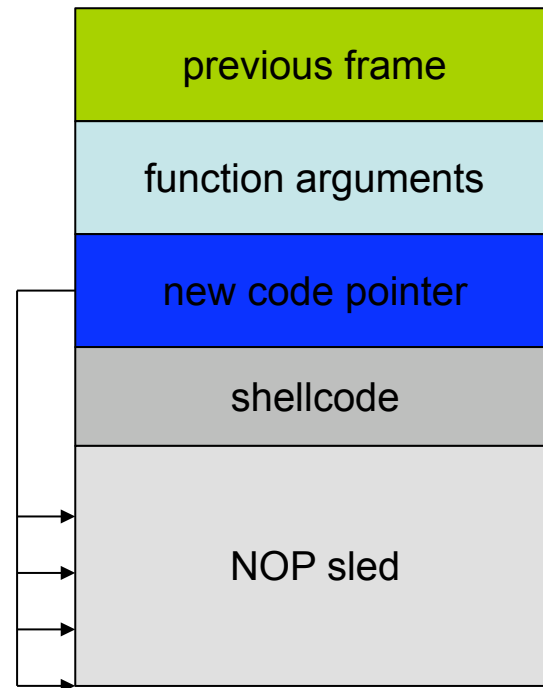 previous frame
function arguments
new code pointer
shellcode
NOP sled